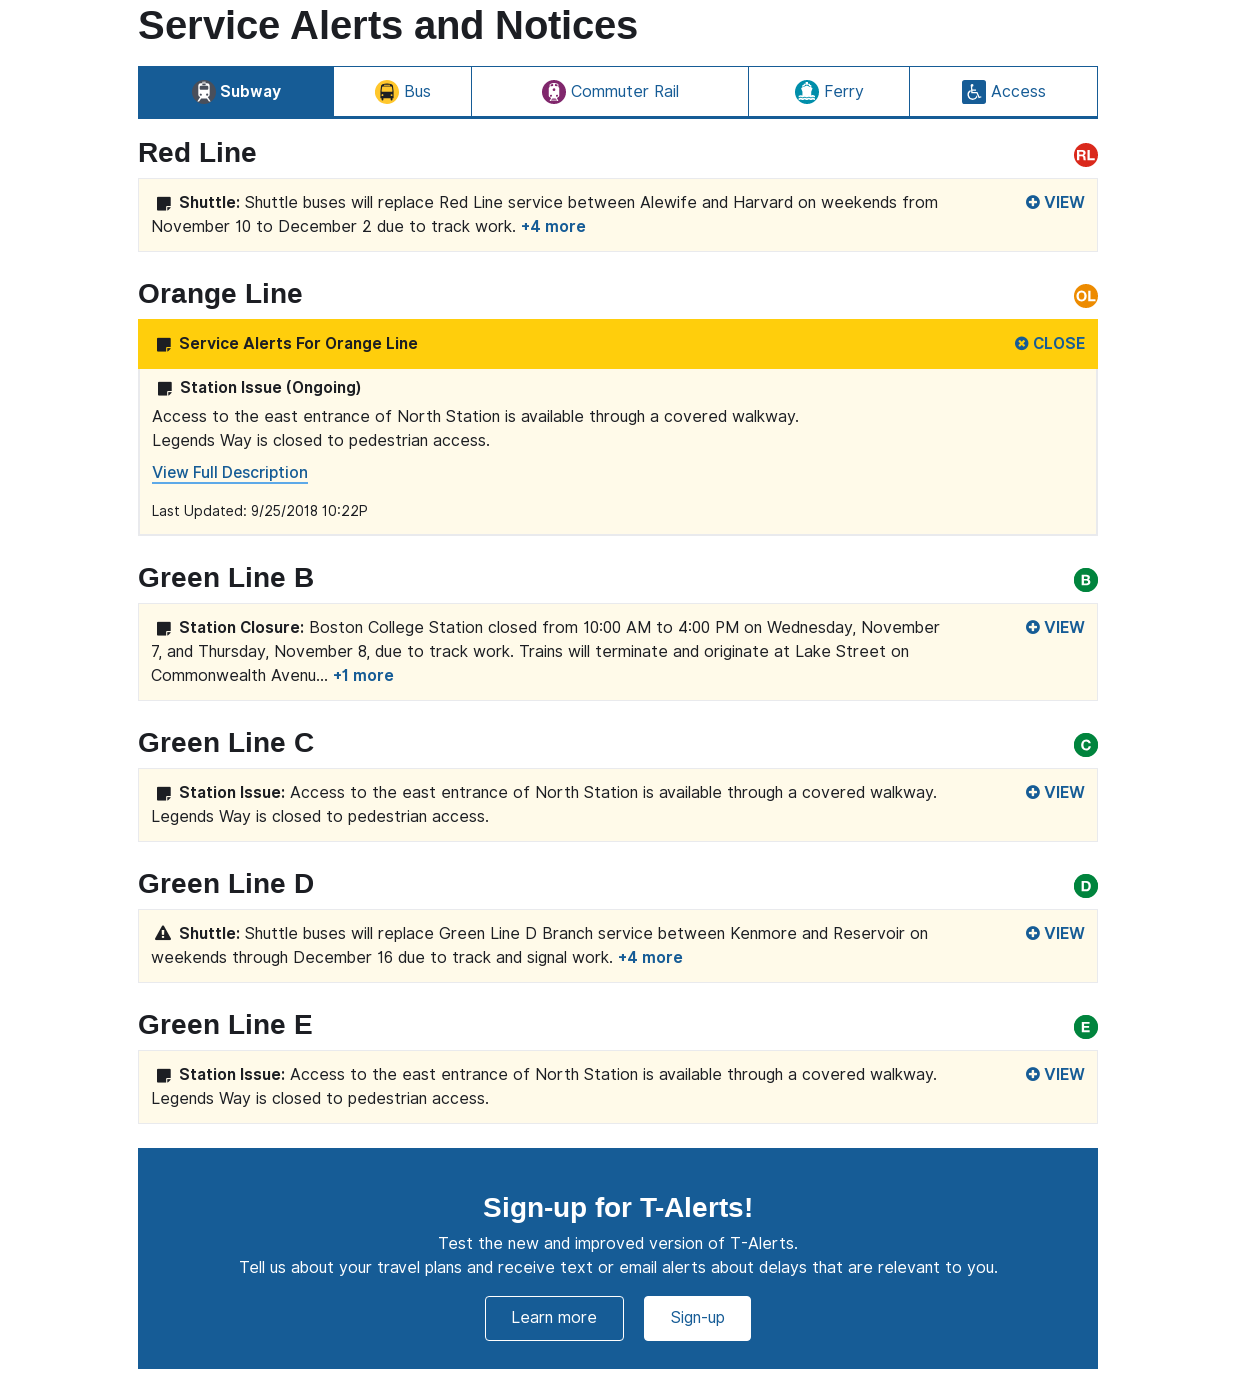 Service Alerts and Notices
Subway
Bus
Commuter Rail
Ferry
Access
Red Line
RL
Shuttle: Shuttle buses will replace Red Line service between Alewife and Harvard on weekends from
VIEW
November 10 to December 2 due to track work. +4 more
Orange Line
OL
Service Alerts For Orange Line
CLOSE
Station Issue (Ongoing)
Access to the east entrance of North Station is available through a covered walkway.
Legends Way is closed to pedestrian access.
View Full Description
Last Updated: 9/25/2018 10:22P
Green Line B
B
Station Closure: Boston College Station closed from 10:00 AM to 4:00 PM on Wednesday, November
VIEW
7, and Thursday, November 8, due to track work. Trains will terminate and originate at Lake Street on
Commonwealth Avenu... +1 more
Green Line C
C
Station Issue: Access to the east entrance of North Station is available through a covered walkway.
VIEW
Legends Way is closed to pedestrian access.
Green Line D
D
Shuttle: Shuttle buses will replace Green Line D Branch service between Kenmore and Reservoir on
VIEW
weekends through December 16 due to track and signal work. +4 more
Green Line E
E
Station Issue: Access to the east entrance of North Station is available through a covered walkway.
VIEW
Legends Way is closed to pedestrian access.
Sign-up for T-Alerts!
Test the new and improved version of T-Alerts.
Tell us about your travel plans and receive text or email alerts about delays that are relevant to you.
Learn more
Sign-up